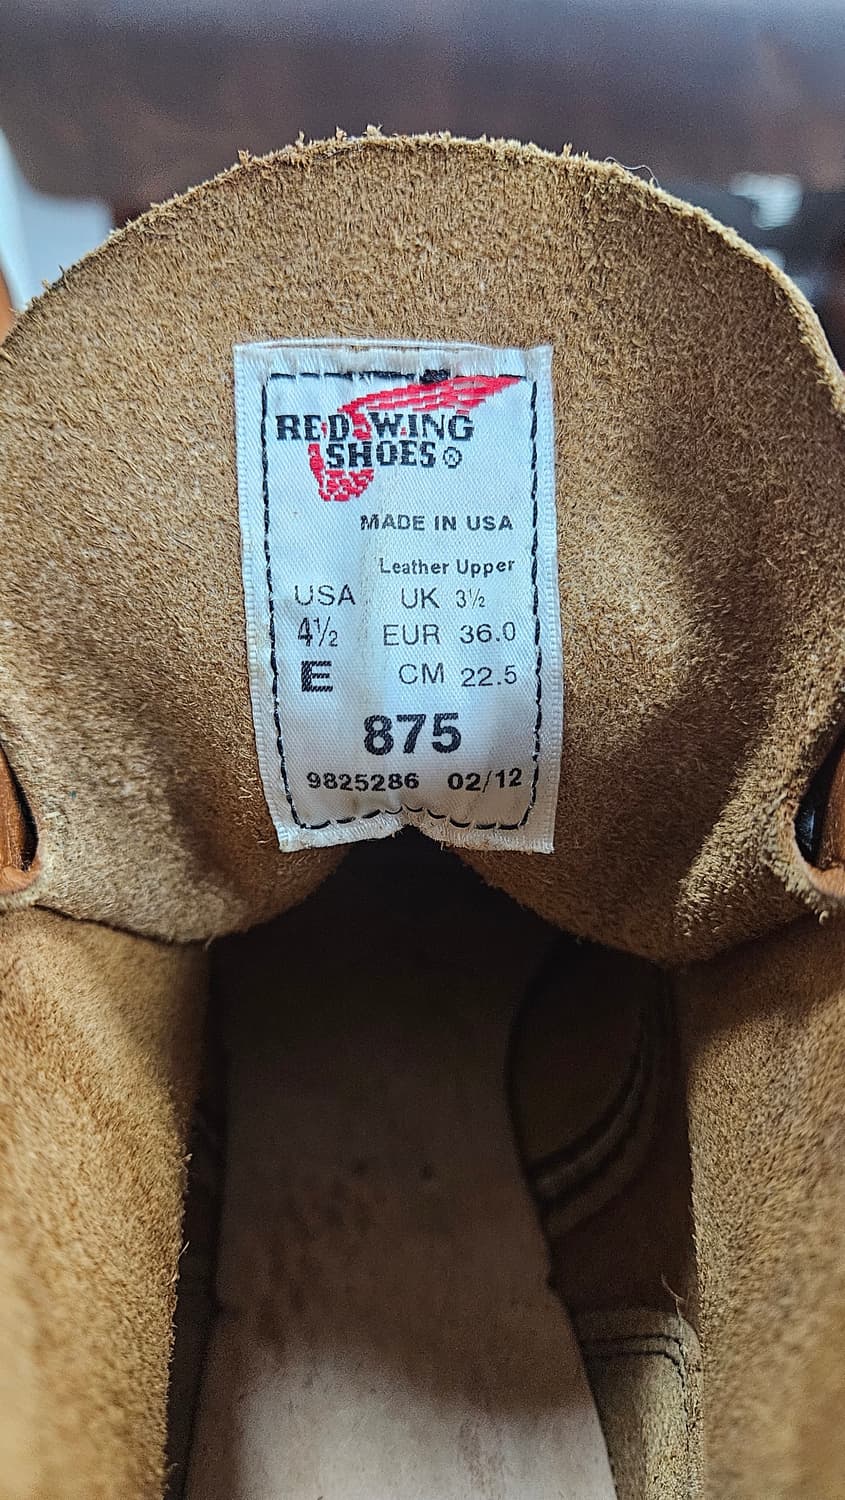 RED WING
SHOES®
MADE IN USA
Leather Upper
USA UK 3½
4½ EUR 36.0
E CM 22.5
875
9825286 02/12